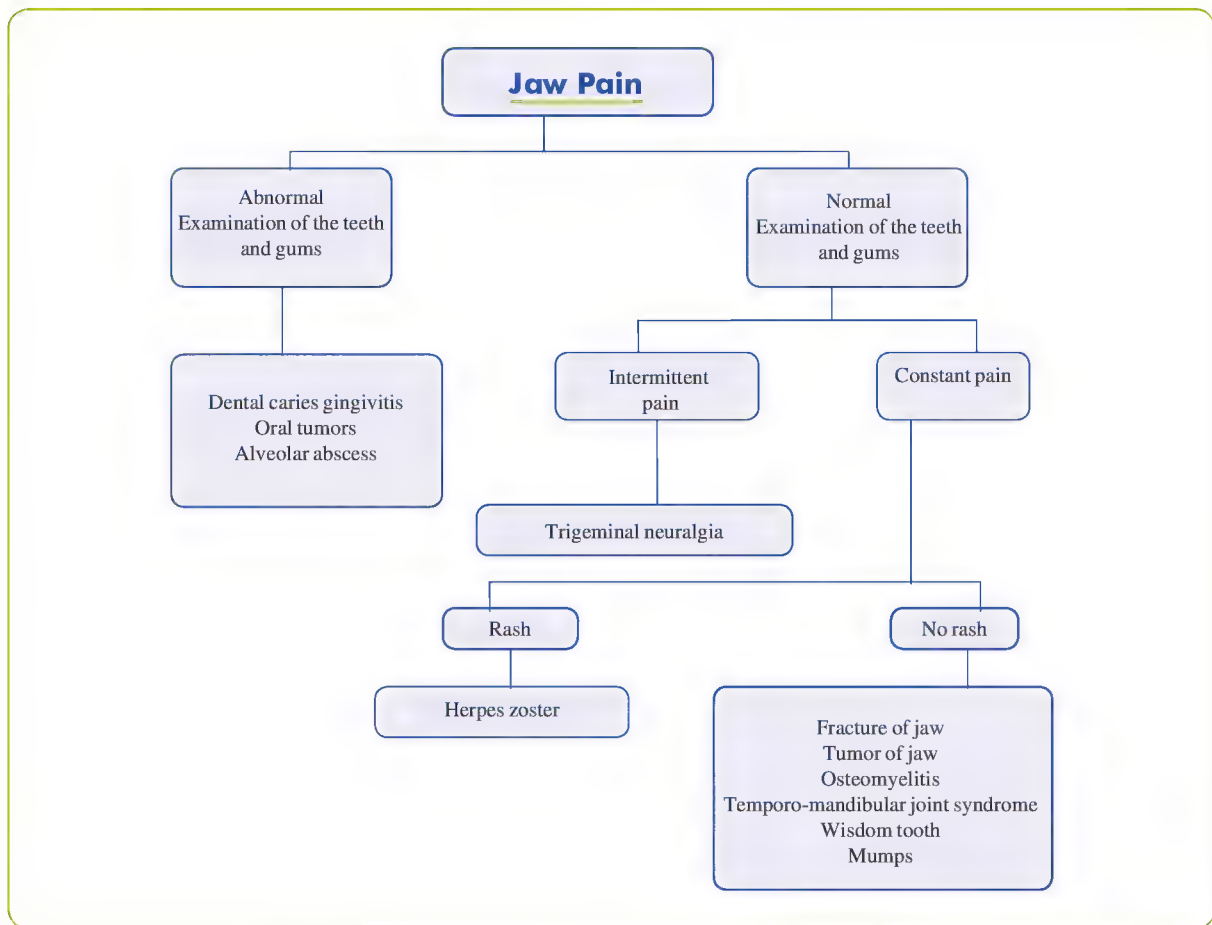 Jaw Pain
Abnormal
Examination of the teeth
and gums
Normal
Examination of the teeth
and gums
Dental caries gingivitis
Oral tumors
Alveolar abscess
Intermittent
pain
Constant pain
Trigeminal neuralgia
Rash
No rash
Herpes zoster
Fracture of jaw
Tumor of jaw
Osteomyelitis
Temporo-mandibular joint syndrome
Wisdom tooth
Mumps